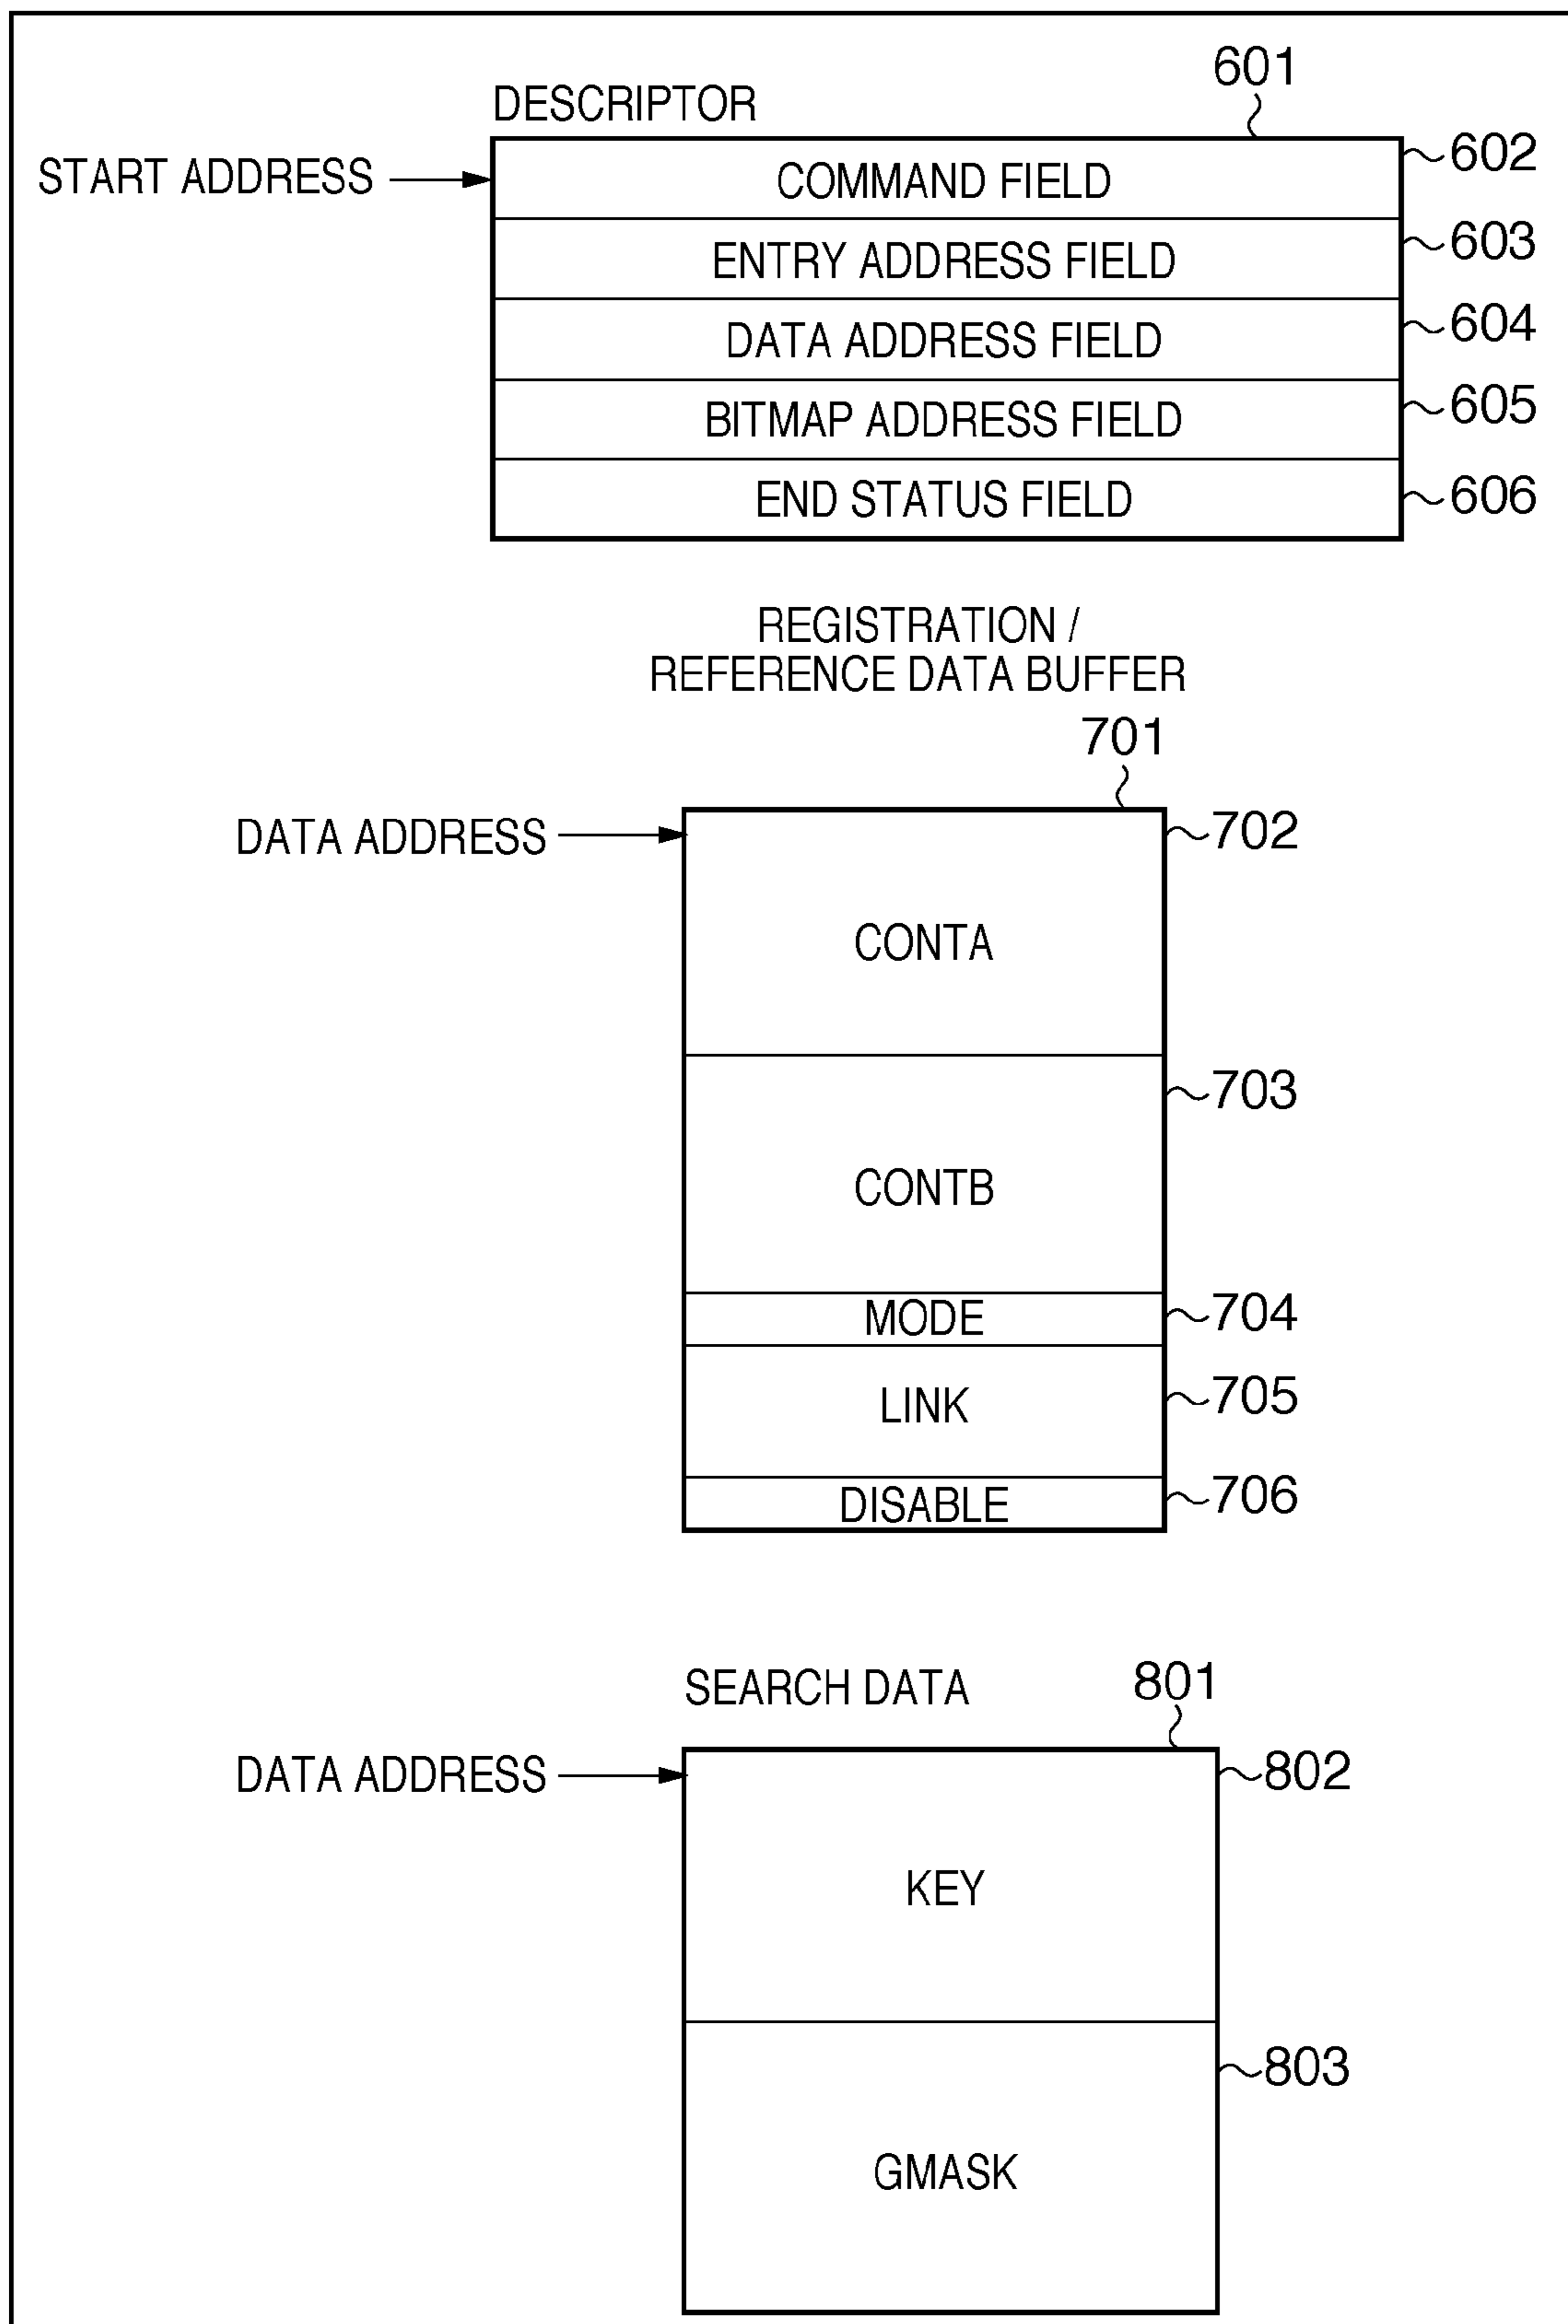 601
DESCRIPTOR
START ADDRESS
COMMAND FIELD
602
ENTRY ADDRESS FIELD
603
DATA ADDRESS FIELD
604
BITMAP ADDRESS FIELD
605
END STATUS FIELD
606
REGISTRATION /
REFERENCE DATA BUFFER
701
DATA ADDRESS
702
CONTA
703
CONTB
MODE
704
LINK
705
DISABLE
706
SEARCH DATA
801
DATA ADDRESS
802
KEY
803
GMASK